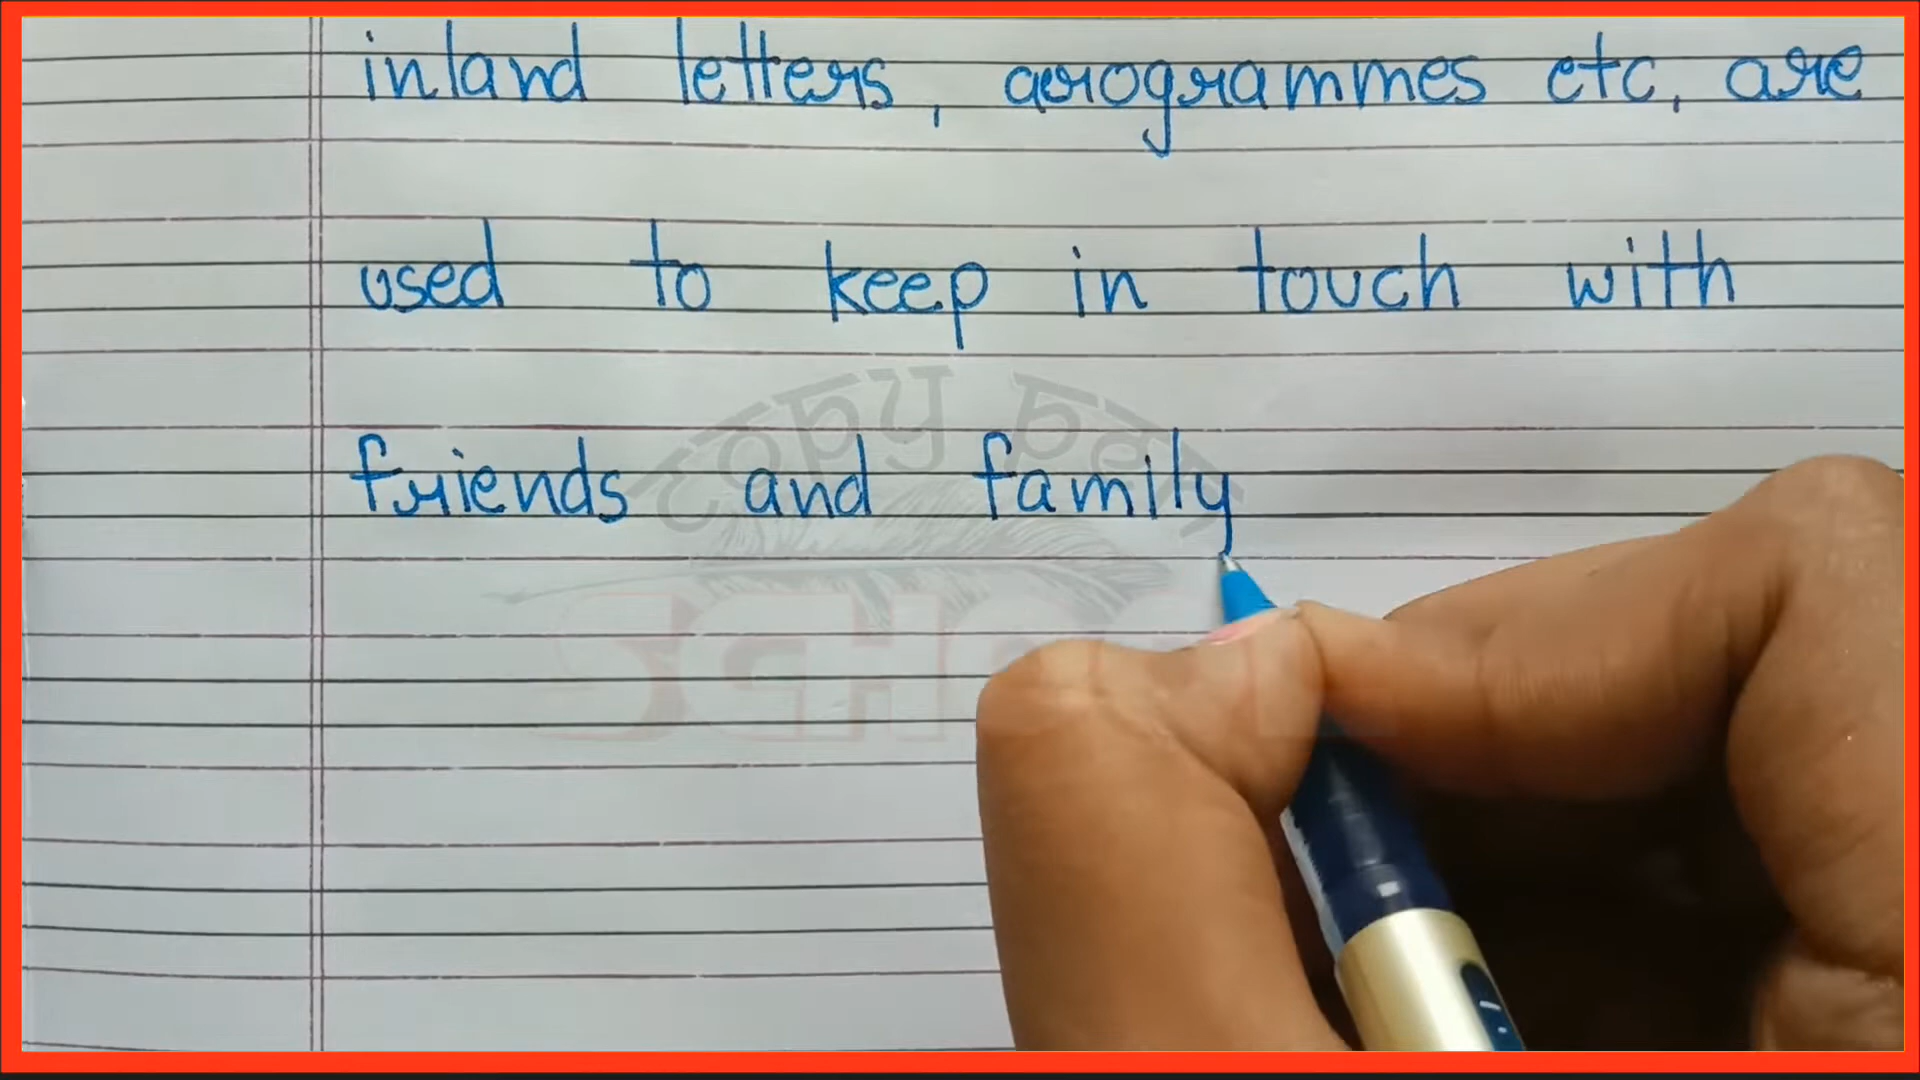 inland letters, aerogrammes etc, are
used to keep in touch with
friends and family